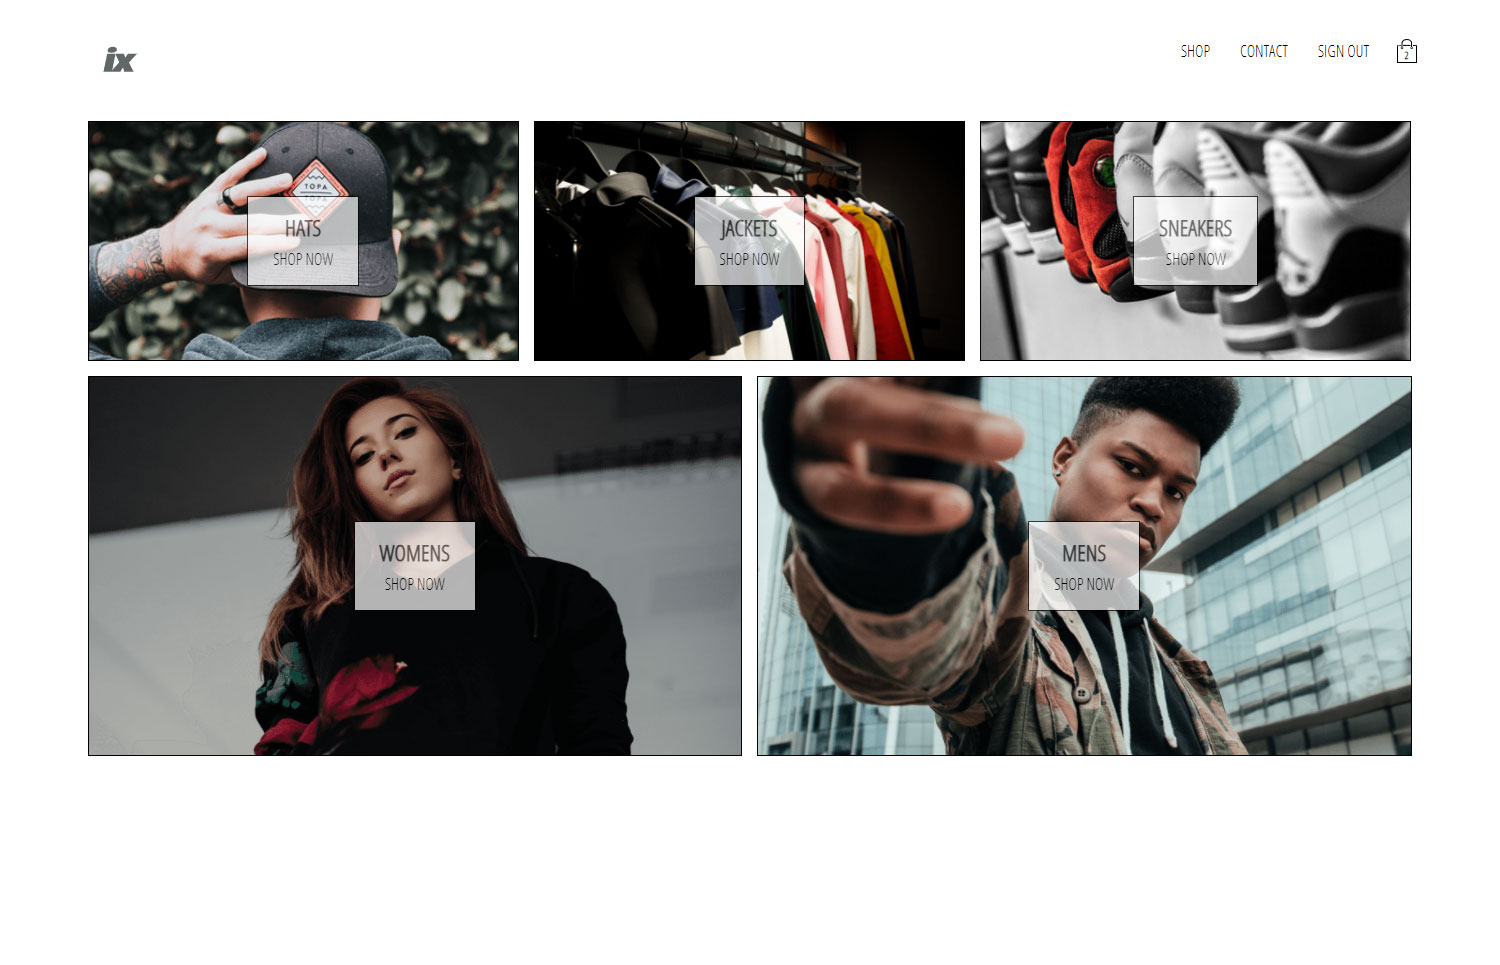 ix
SHOP
CONTACT
SIGN OUT
2
TOPA
TOPA
HATS
SHOP NOW
JACKETS
SHOP NOW
SNEAKERS
SHOP NOW
WOMENS
SHOP NOW
MENS
SHOP NOW